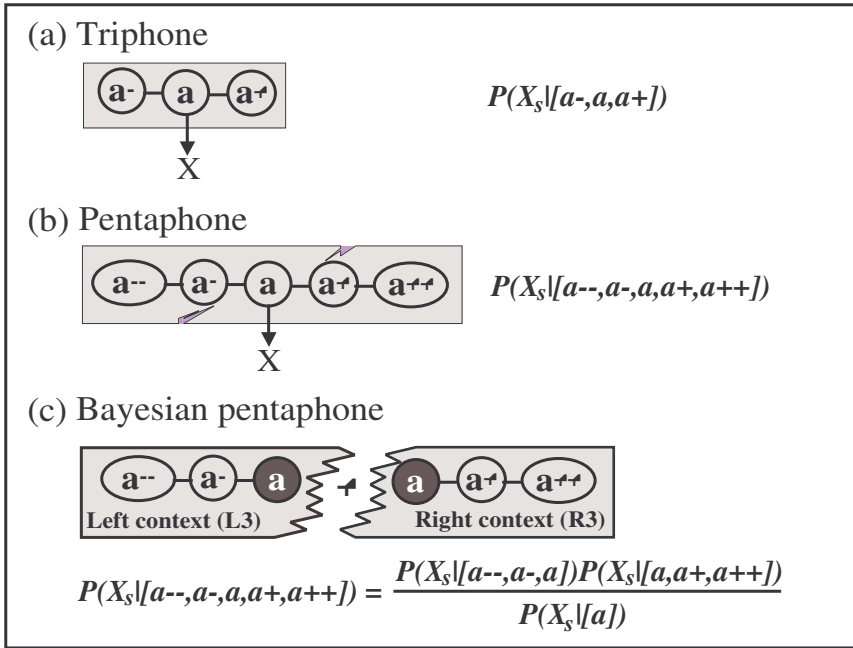 (a) Triphone
a- a a+
P(Xs|[a-,a,a+])
X
(b) Pentaphone
a-- a- a a+ a++
P(Xs|[a--,a-,a,a+,a++])
X
(c) Bayesian pentaphone
a-- a- a + a a+ a++
Left context (L3) Right context (R3)
P(Xs|[a--,a-,a,a+,a++]) = P(Xs|[a--,a-,a])P(Xs|[a,a+,a++])
P(Xs|[a])